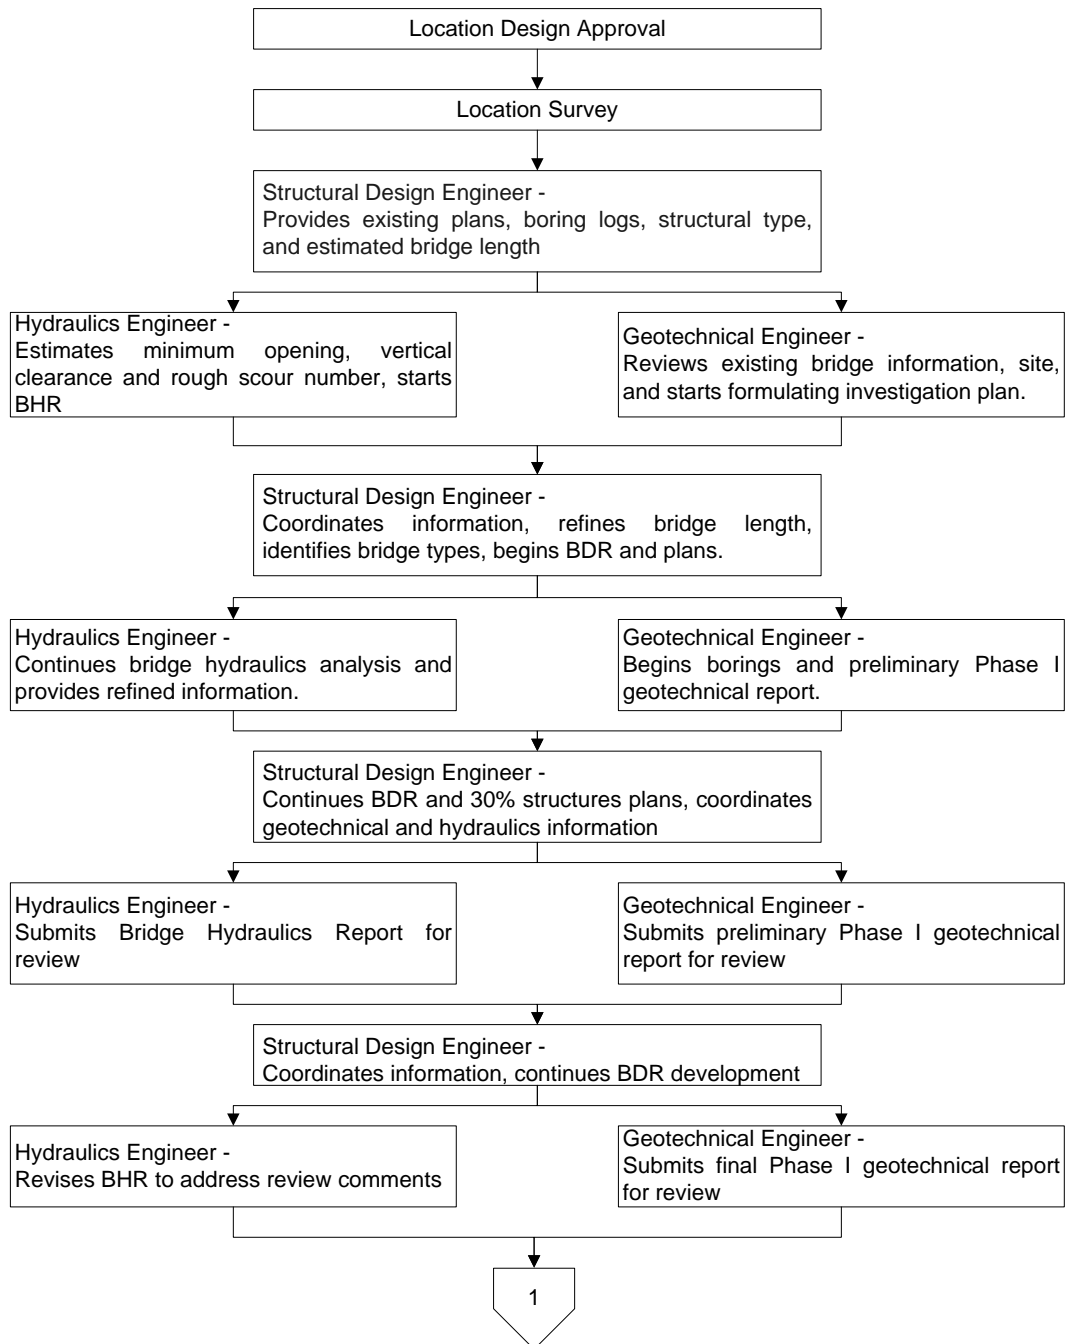 Location Design Approval
Location Survey
Structural Design Engineer -
Provides existing plans, boring logs, structural type,
and estimated bridge length
Hydraulics Engineer -
Estimates minimum opening, vertical
clearance and rough scour number, starts
BHR
Geotechnical Engineer -
Reviews existing bridge information, site,
and starts formulating investigation plan.
Structural Design Engineer -
Coordinates information, refines bridge length,
identifies bridge types, begins BDR and plans.
Hydraulics Engineer -
Continues bridge hydraulics analysis and
provides refined information.
Geotechnical Engineer -
Begins borings and preliminary Phase I
geotechnical report.
Structural Design Engineer -
Continues BDR and 30% structures plans, coordinates
geotechnical and hydraulics information
Hydraulics Engineer -
Submits Bridge Hydraulics Report for
review
Geotechnical Engineer -
Submits preliminary Phase I geotechnical
report for review
Structural Design Engineer -
Coordinates information, continues BDR development
Hydraulics Engineer -
Revises BHR to address review comments
Geotechnical Engineer -
Submits final Phase I geotechnical report
for review
1